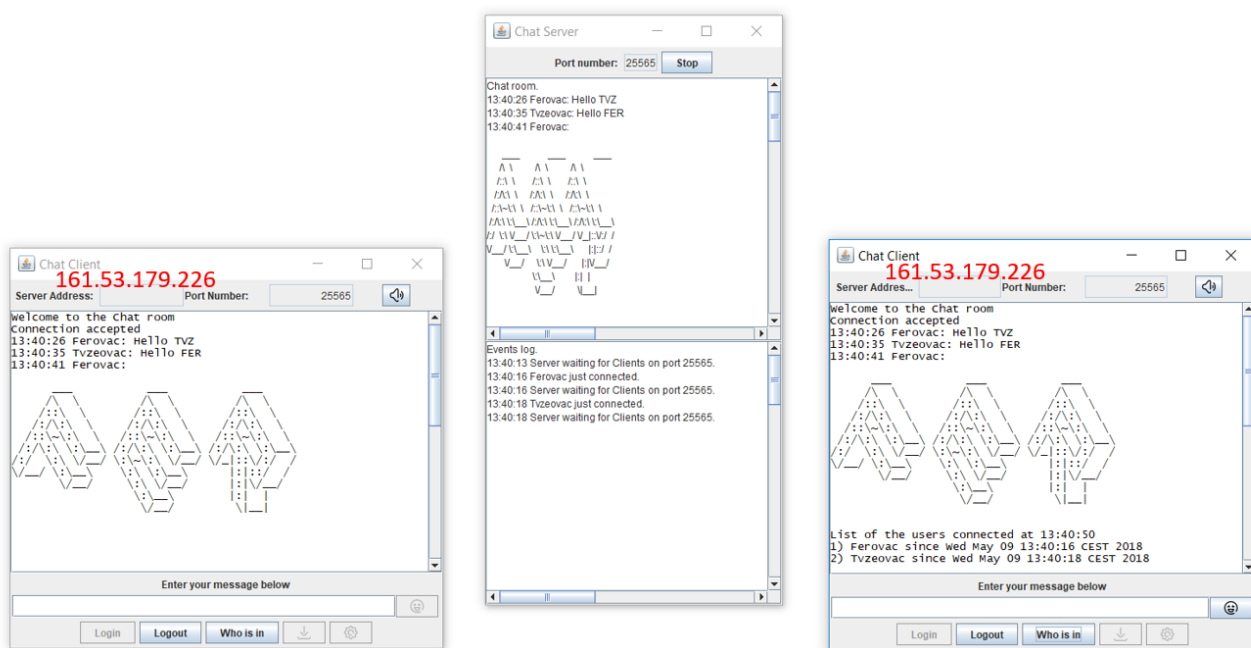 Chat Client
161.53.179.226
Server Address:
Port Number:
25565
Welcome to the Chat room
Connection accepted
13:40:26 Ferovac: Hello TVZ
13:40:35 Tvzeovac: Hello FER
13:40:41 Ferovac:
Enter your message below
Login
Logout
Who is in
Chat Server
Port number: 25565 Stop
Chat room.
13:40:26 Ferovac: Hello TVZ
13:40:35 Tvzeovac: Hello FER
13:40:41 Ferovac:
Events log.
13:40:13 Server waiting for Clients on port 25565.
13:40:16 Ferovac just connected.
13:40:16 Server waiting for Clients on port 25565.
13:40:18 Tvzeovac just connected.
13:40:18 Server waiting for Clients on port 25565.
Chat Client
161.53.179.226
Server Addres...
Port Number:
25565
Welcome to the Chat room
Connection accepted
13:40:26 Ferovac: Hello TVZ
13:40:35 Tvzeovac: Hello FER
13:40:41 Ferovac:
List of the users connected at 13:40:50
1) Ferovac since Wed May 09 13:40:16 CEST 2018
2) Tvzeovac since Wed May 09 13:40:18 CEST 2018
Enter your message below
Login
Logout
Who is in